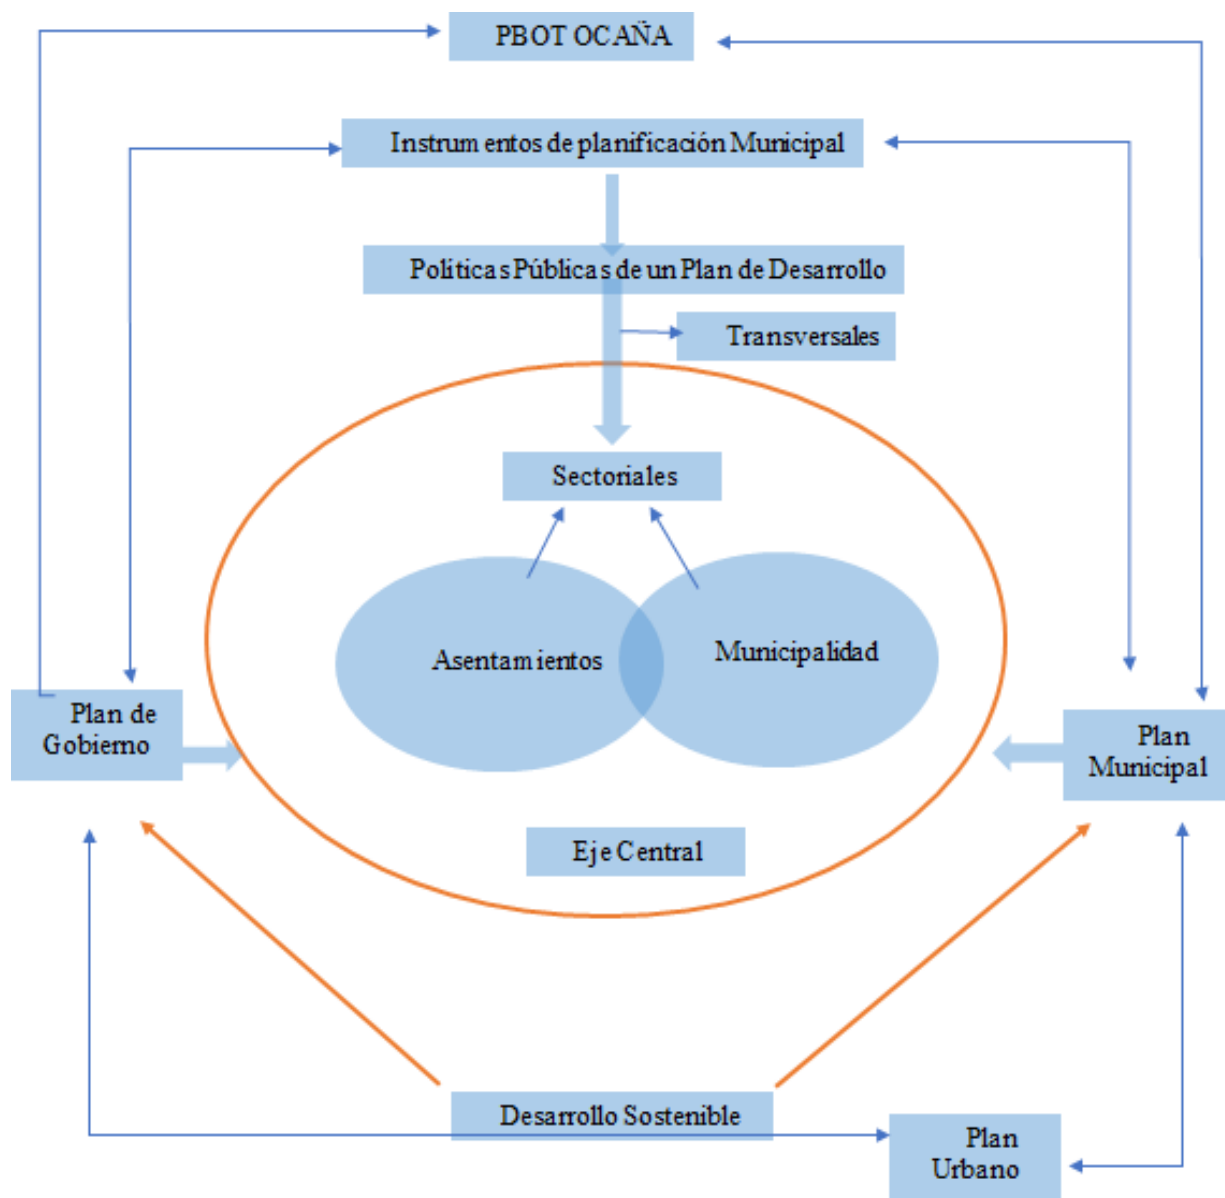 PBOT OCAÑA
Instrumentos de planificación Municipal
Políticas Públicas de un Plan de Desarrollo
Transversales
Sectoriales
Asentamientos
Municipalidad
Plan de
Gobierno
Plan
Municipal
Eje Central
Desarrollo Sostenible
Plan
Urbano